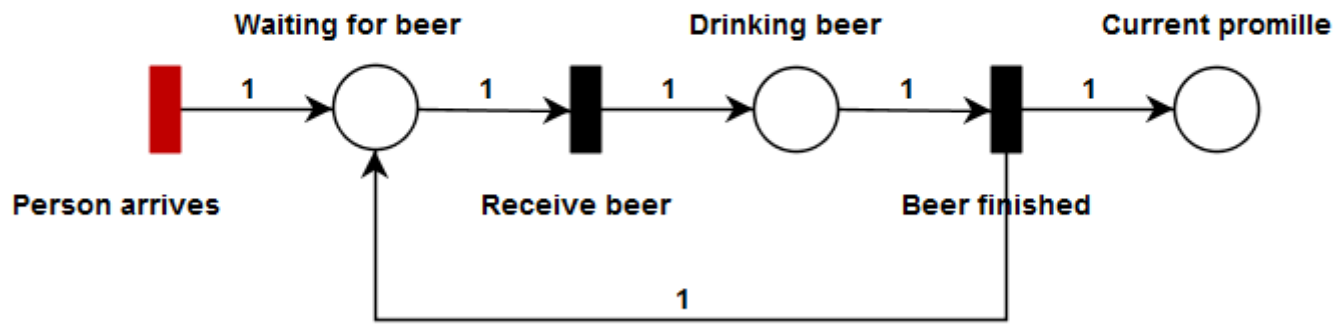 Waiting for beer
Drinking beer
Current promille
1
1
1
1
1
Person arrives
Receive beer
Beer finished
1